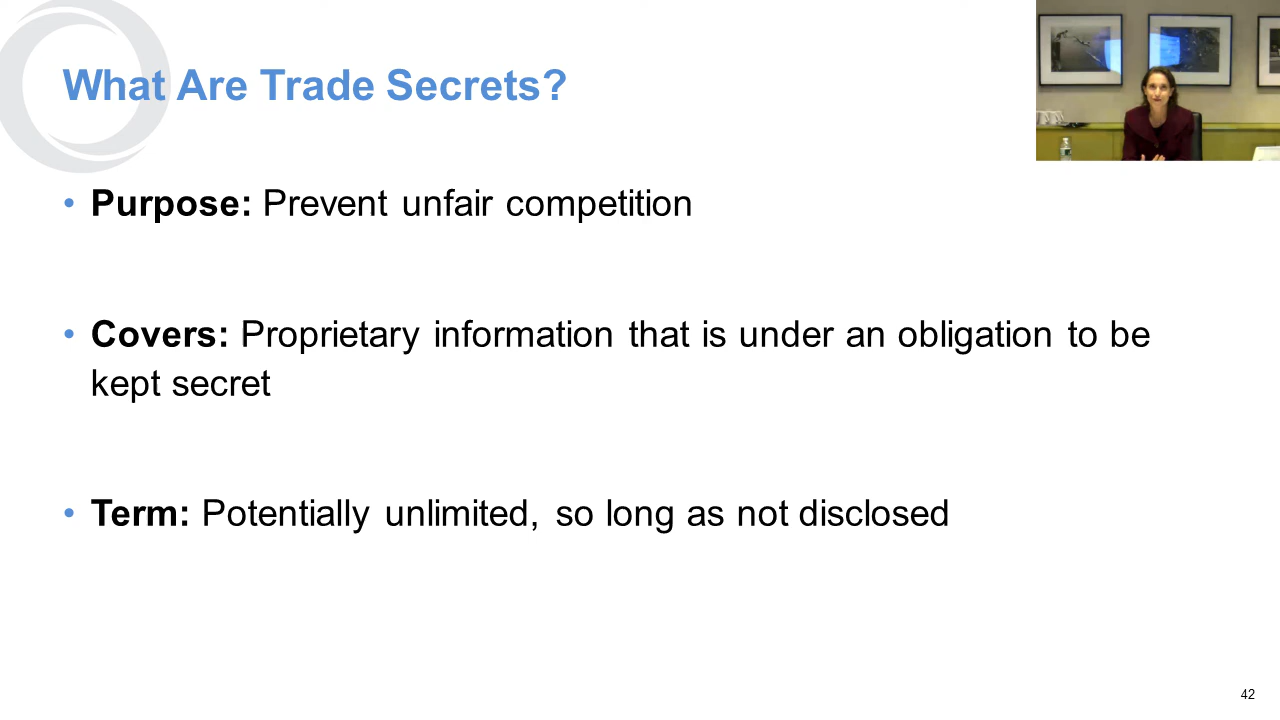 What Are Trade Secrets?
• Purpose: Prevent unfair competition
• Covers: Proprietary information that is under an obligation to be
kept secret
• Term: Potentially unlimited, so long as not disclosed
42